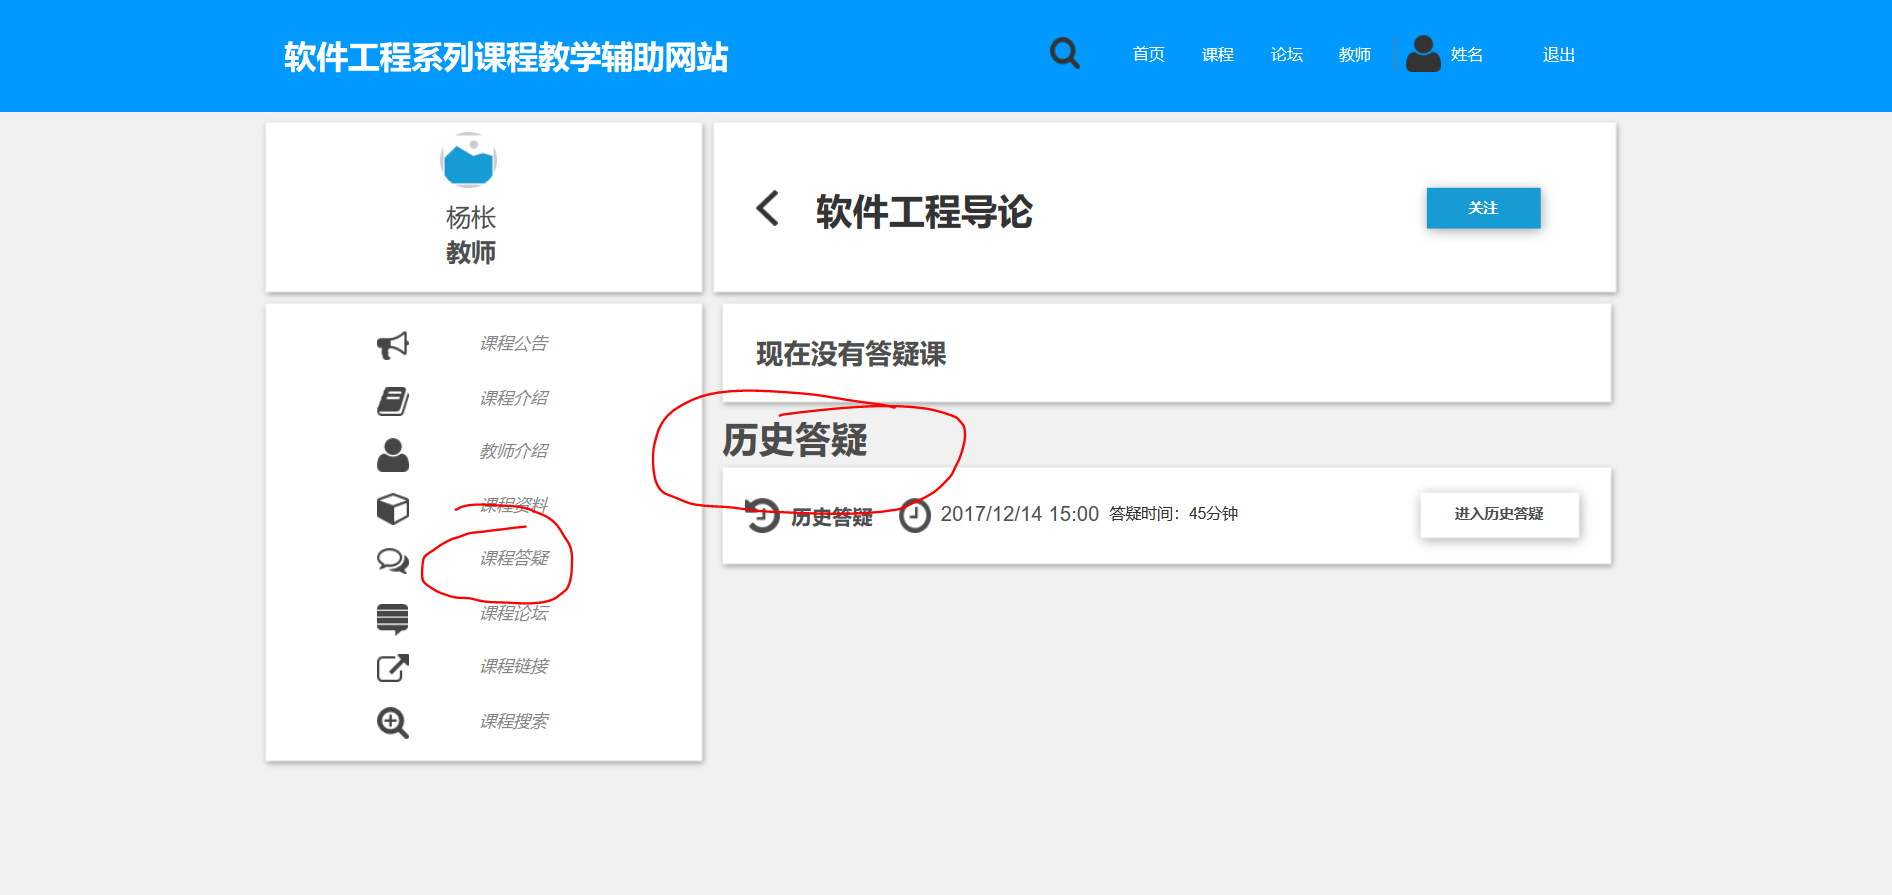 软件工程系列课程教学辅助网站
首页 课程 论坛 教师 姓名 退出
杨枨
教师
软件工程导论
关注
课程公告
课程介绍
教师介绍
课程资料
课程答疑
课程论坛
课程链接
课程搜索
现在没有答疑课
历史答疑
历史答疑 2017/12/14 15:00 答疑时间：45分钟
进入历史答疑